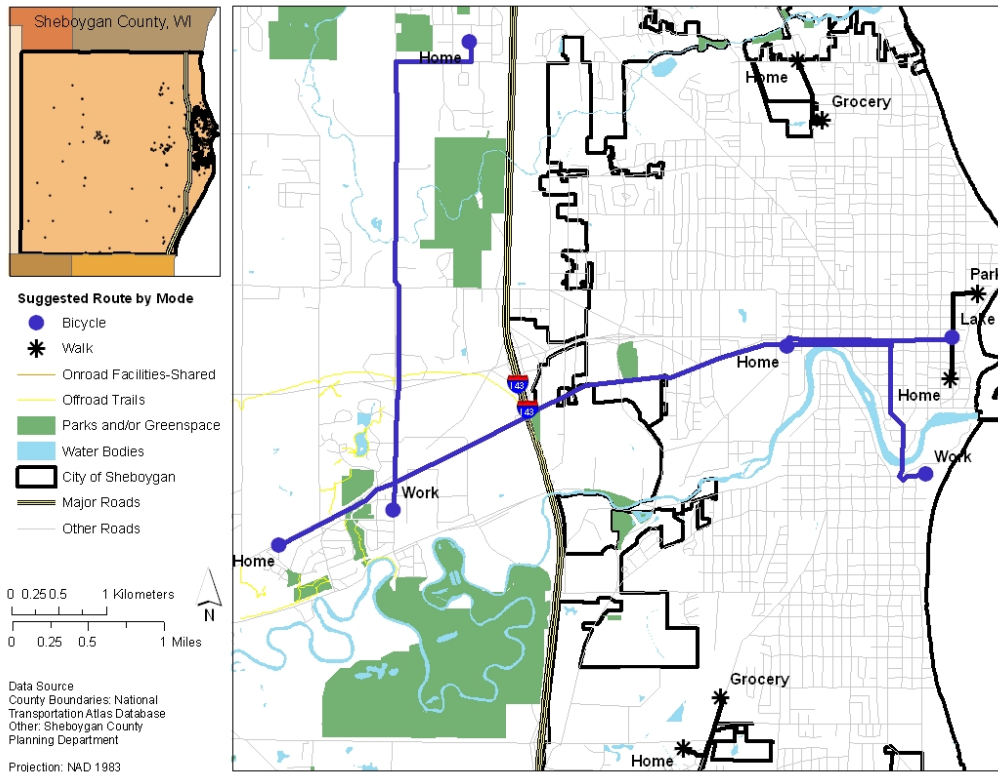 Sheboygan County, WI
Suggested Route by Mode
Bicycle
Walk
Onroad Facilities-Shared
Offroad Trails
Parks and/or Greenspace
Water Bodies
City of Sheboygan
Major Roads
Other Roads
0 0.25 0.5 1 Kilometers
0 0.5 1 Miles
N
Data Source
County Boundaries: National
Transportation Atlas Database
Other: Sheboygan County
Planning Department
Projection: NAD 1983
Home
Home
Grocery
Park
Lake
Home
Home
I 43
I 43
Work
Work
Home
Grocery
Home